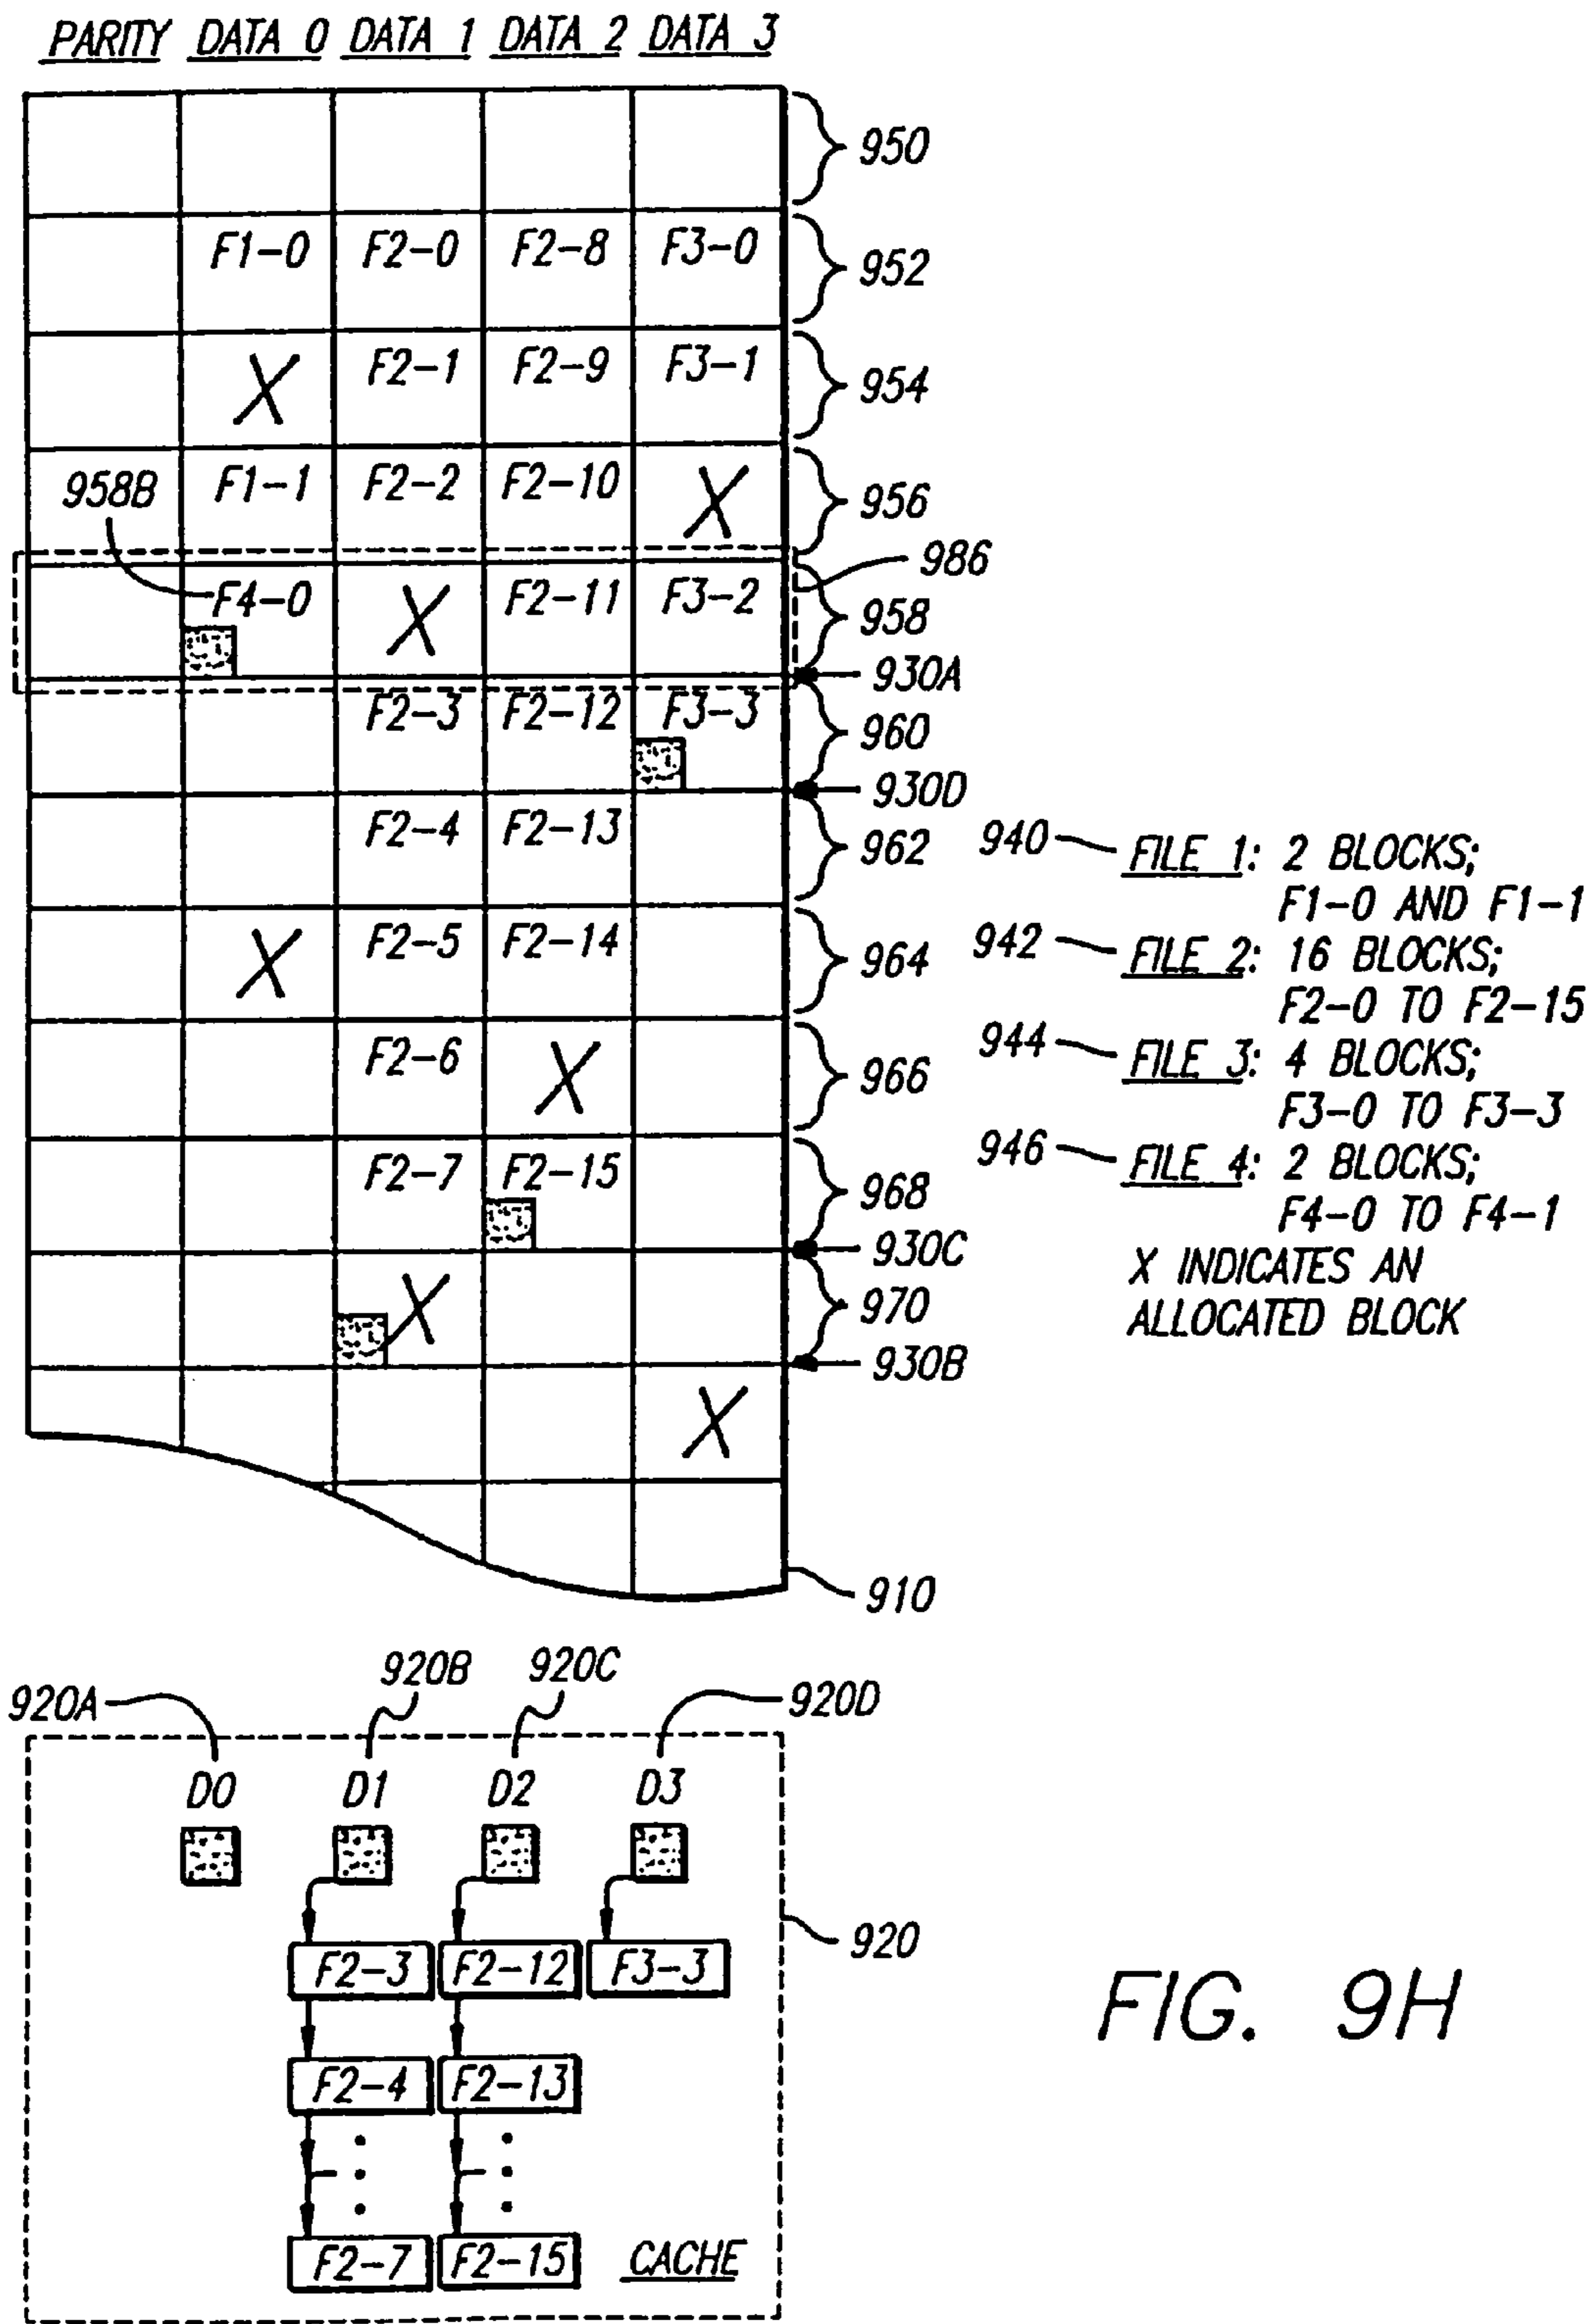 PARITY DATA 0 DATA 1 DATA 2 DATA 3
950
F1-0 F2-0 F2-8 F3-0 952
X F2-1 F2-9 F3-1 954
958B F1-1 F2-2 F2-10 X 956
986
F4-0 X F2-11 F3-2 958
930A
F2-3 F2-12 F3-3 960
930D
F2-4 F2-13 962
X F2-5 F2-14 964
F2-6 X 966
F2-7 F2-15 968
930C
X 970
930B
X
910
940 FILE 1: 2 BLOCKS;
F1-0 AND F1-1
942 FILE 2: 16 BLOCKS;
F2-0 TO F2-15
944 FILE 3: 4 BLOCKS;
F3-0 TO F3-3
946 FILE 4: 2 BLOCKS;
F4-0 TO F4-1
X INDICATES AN
ALLOCATED BLOCK
920A 920B 920C 920D
D0 D1 D2 D3
920
F2-3 F2-12 F3-3
F2-4 F2-13
F2-7 F2-15 CACHE
FIG. 9H